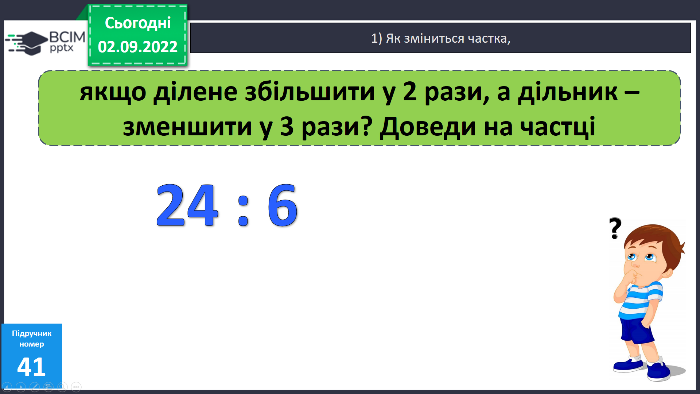 ВСІМ
pptx
Сьогодні
02.09.2022
1) Як зміниться частка,
якщо ділене збільшити у 2 рази, а дільник –
зменшити у 3 рази? Доведи на частці
24 : 6
?
Підручник
номер
41